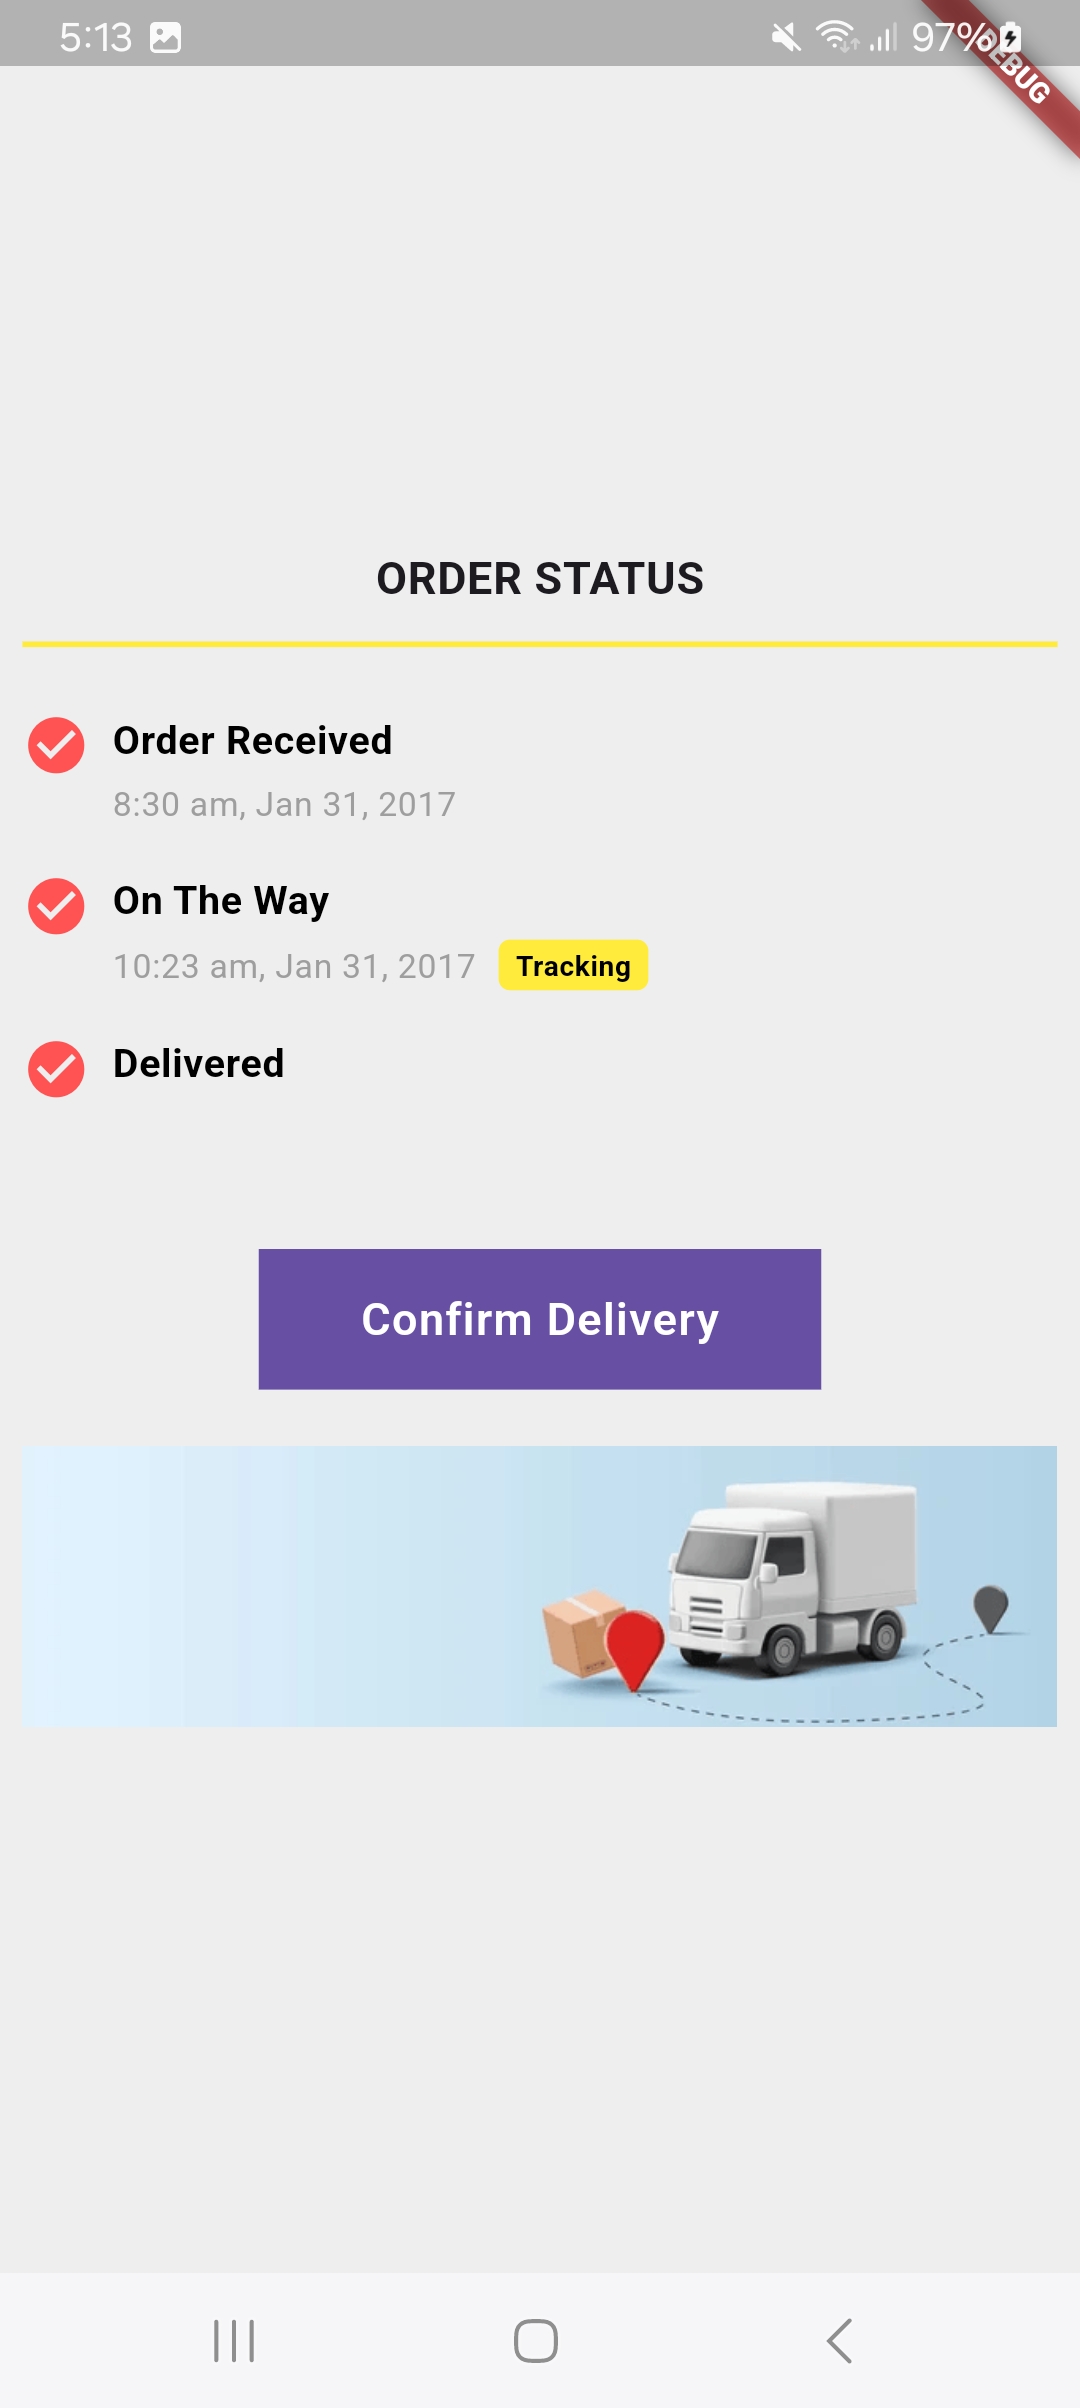 5:13
97%
DEBUG
ORDER STATUS
Order Received
8:30 am, Jan 31, 2017
On The Way
10:23 am, Jan 31, 2017 Tracking
Delivered
Confirm Delivery